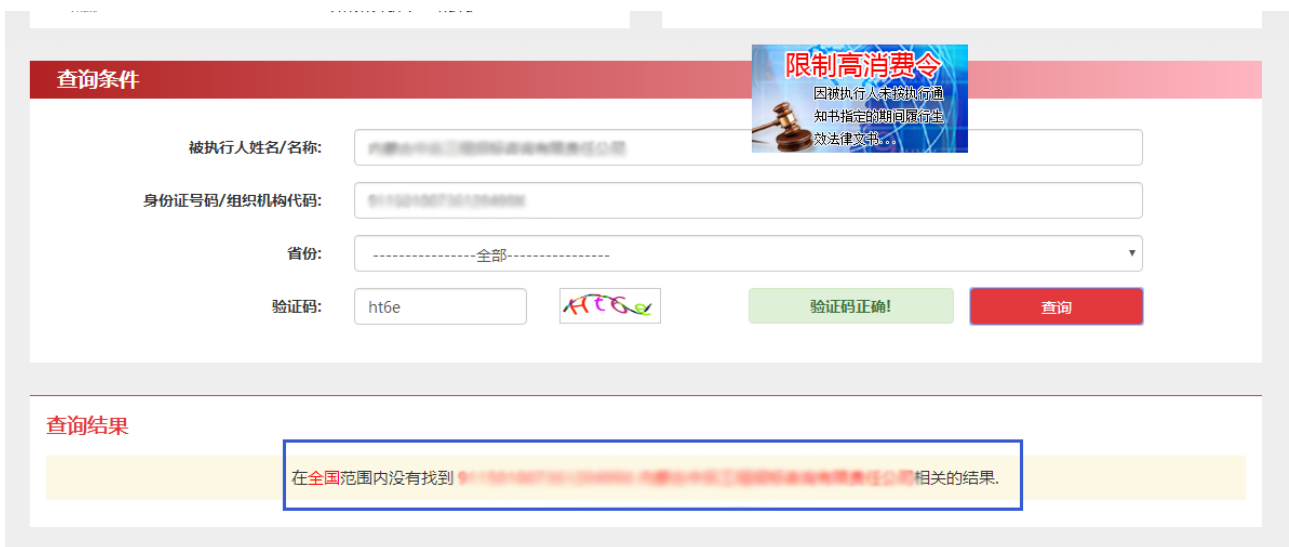 查询条件
限制高消费令
因被执行人未按执行通
知书指定的期间履行生
效法律文书...
被执行人姓名/名称:
身份证号码/组织机构代码:
省份: ----------------全部----------------
验证码: ht6e Ht6e 验证码正确! 查询
查询结果
在全国范围内没有找到 相关的结果.